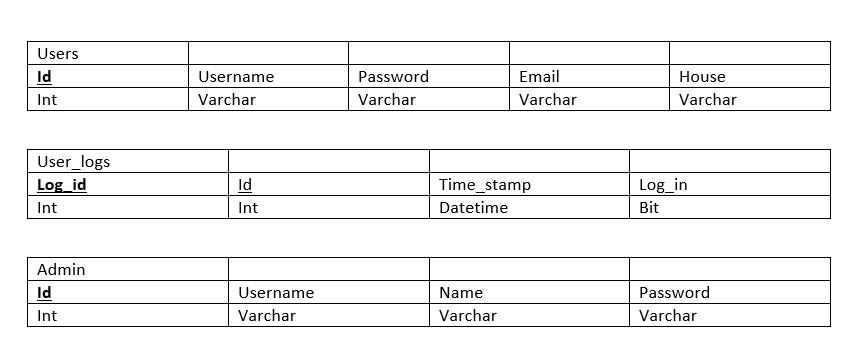 Users
Id Username Password Email House
Int Varchar Varchar Varchar Varchar
User_logs
Log_id Id Time_stamp Log_in
Int Int Datetime Bit
Admin
Id Username Name Password
Int Varchar Varchar Varchar